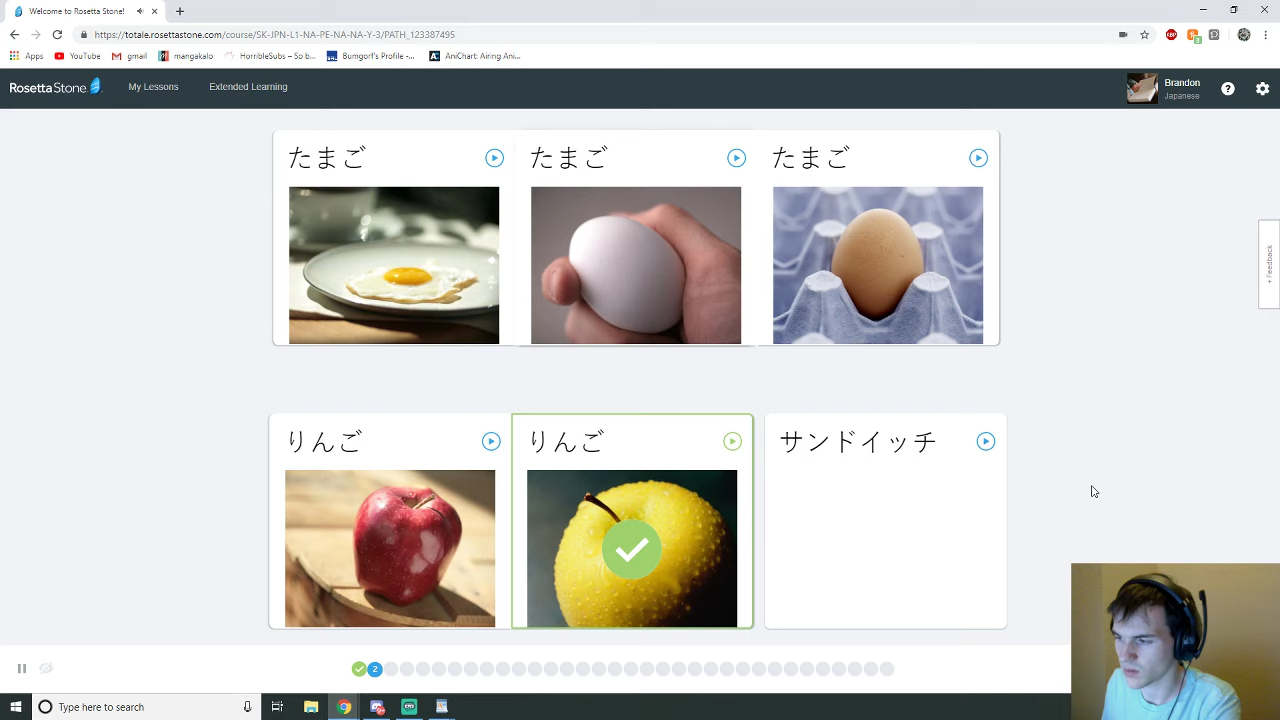 Welcome to Rosetta Stone!
https://totale.rosettastone.com/course/SK-JPN-L1-NA-PE-NA-NA-Y-3/PATH_123387495
Apps YouTube gmail mangakalo HorribleSubs – So b... Bumgorf's Profile -... AniChart: Airing Ani...
RosettaStone My Lessons Extended Learning
Brandon
Japanese
たまご たまご たまご
+ Feedback
りんご りんご サンドイッチ
2
Type here to search